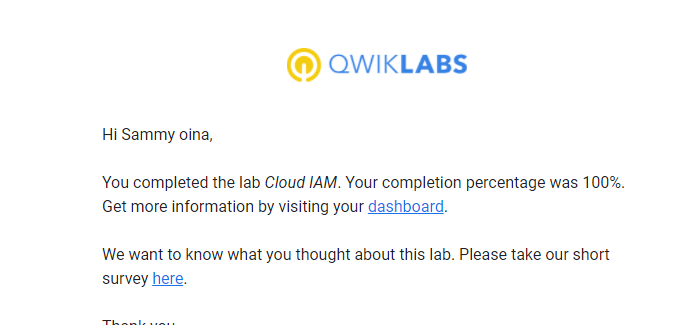 QWIKLABS
Hi Sammy oina,
You completed the lab Cloud IAM. Your completion percentage was 100%.
Get more information by visiting your dashboard.
We want to know what you thought about this lab. Please take our short
survey here.
Thank you